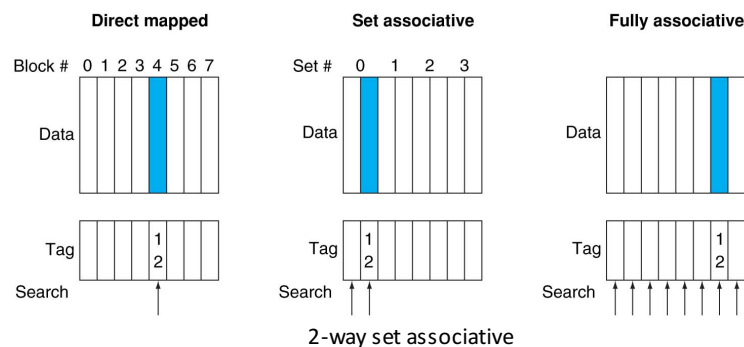 Direct mapped
Block # 0 1 2 3 4 5 6 7
Data
Tag
1
2
Search
Set associative
Set # 0 1 2 3
Data
Tag
1
2
Search
Fully associative
Data
Tag
1
2
Search
2-way set associative